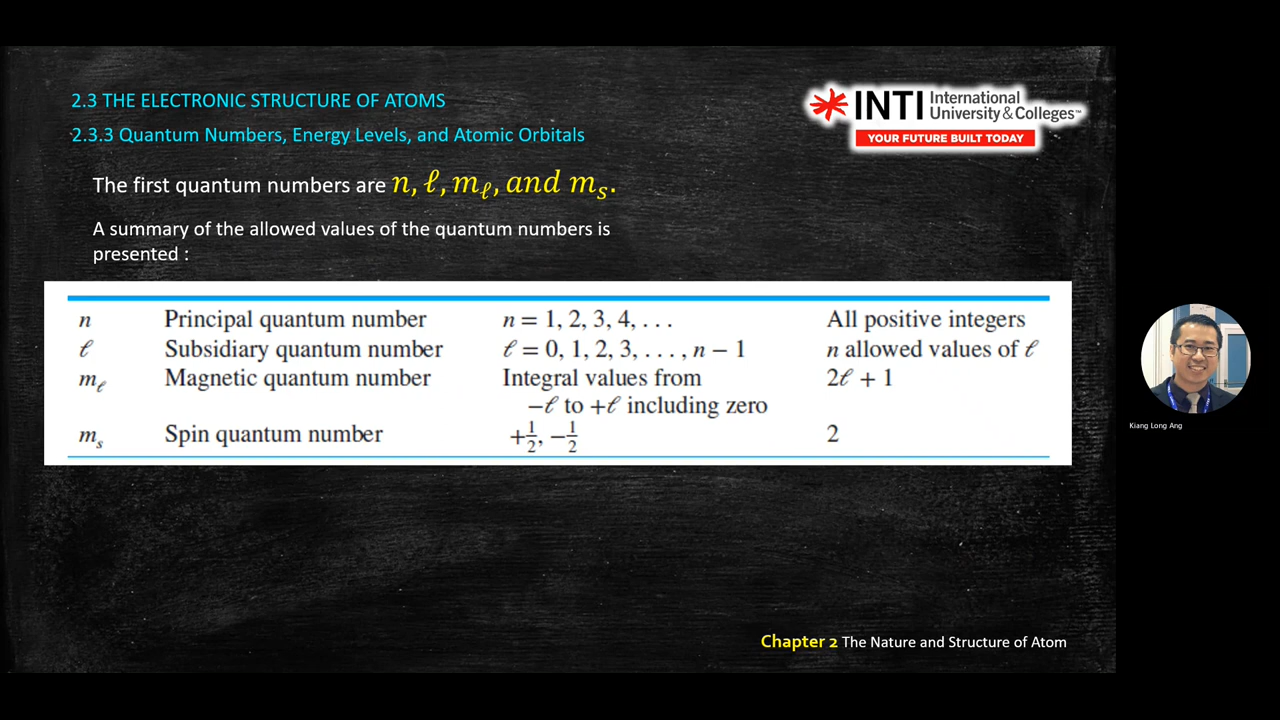 2.3 THE ELECTRONIC STRUCTURE OF ATOMS
2.3.3 Quantum Numbers, Energy Levels, and Atomic Orbitals
INTI International
University & Colleges™
YOUR FUTURE BUILT TODAY
The first quantum numbers are n, ℓ, mℓ, and ms.
A summary of the allowed values of the quantum numbers is
presented :
n Principal quantum number n = 1, 2, 3, 4, . . . All positive integers
ℓ Subsidiary quantum number ℓ = 0, 1, 2, 3, . . . , n − 1 n allowed values of ℓ
mℓ Magnetic quantum number Integral values from 2ℓ + 1
−ℓ to +ℓ including zero
ms Spin quantum number +1/2, −1/2 2
Kiang Long Ang
Chapter 2 The Nature and Structure of Atom